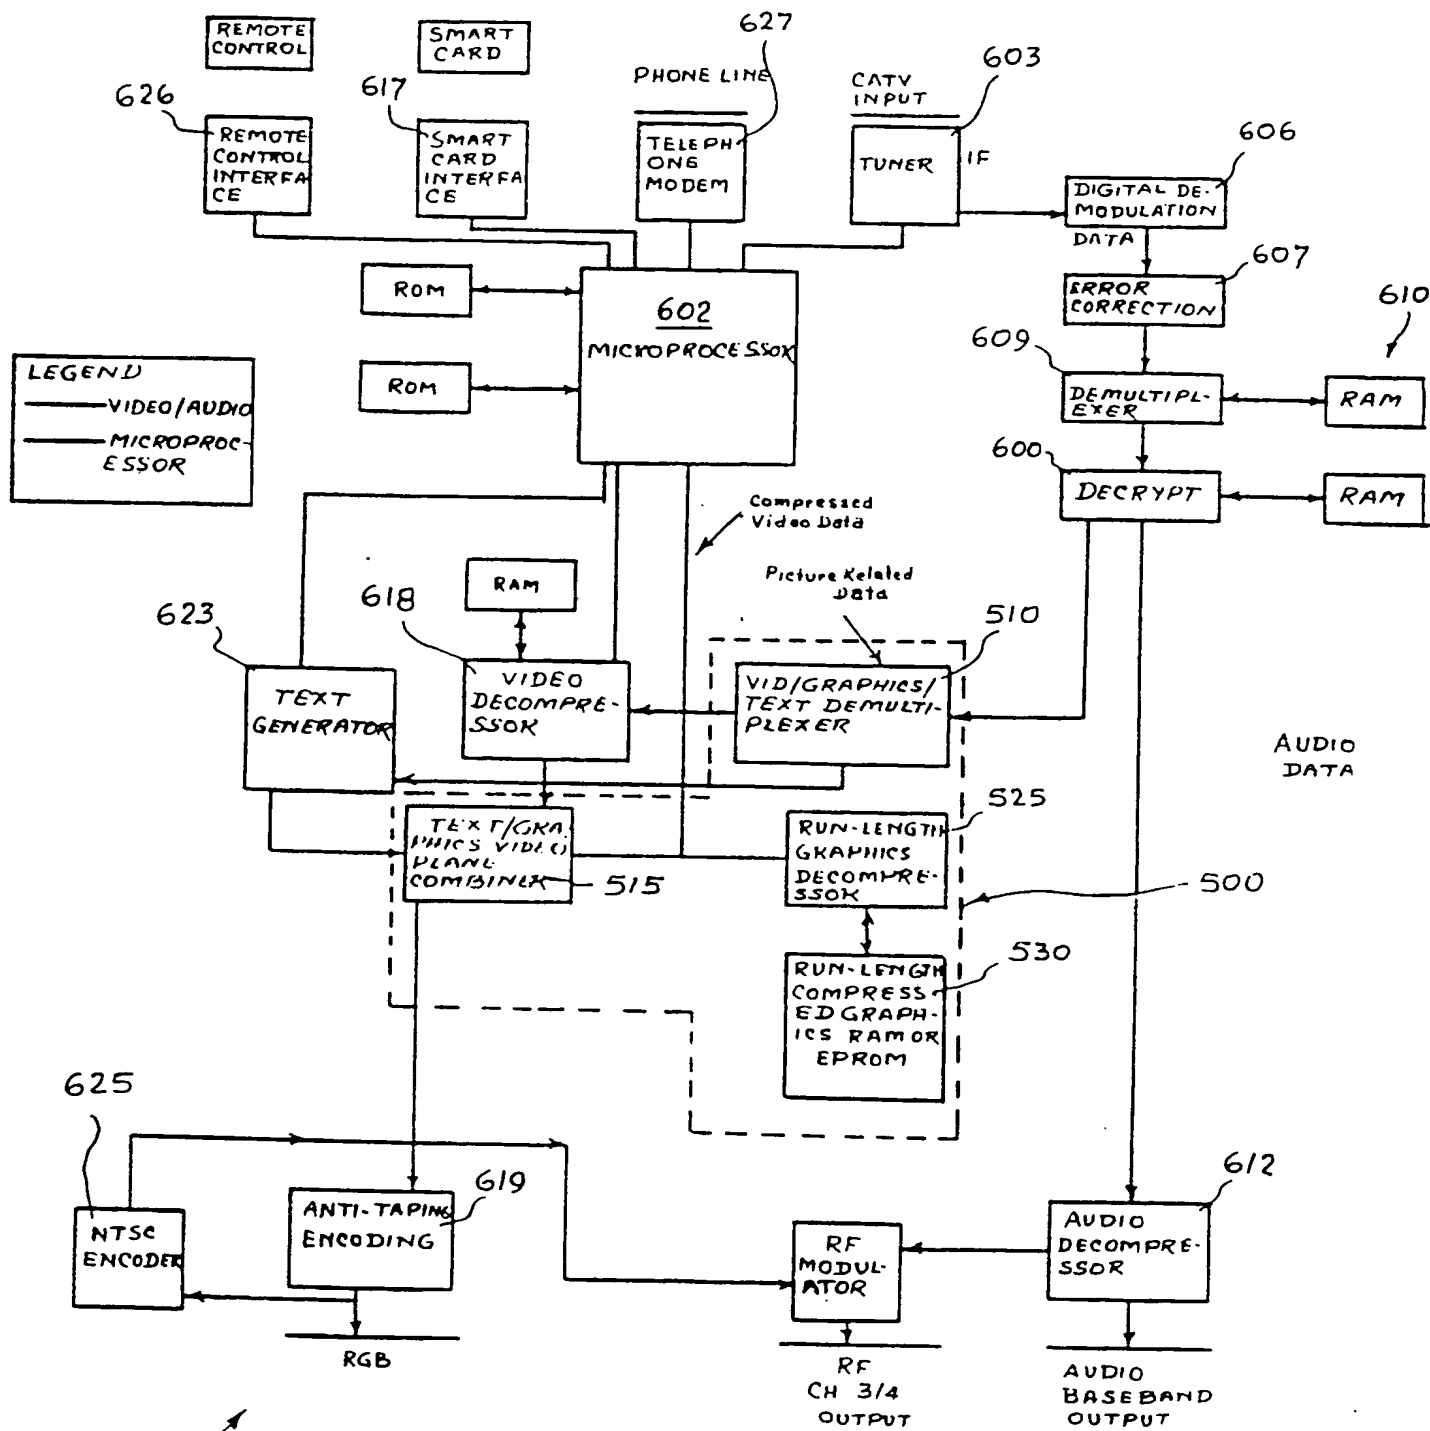 REMOTE
CONTROL
SMART
CARD
627
603
PHONE LINE
CATV
INPUT
626
617
606
REMOTE
CONTROL
INTERFA
CE
SMART
CARD
INTERFA
CE
TELEPH
ONE
MODEM
TUNER
IF
DIGITAL DE-
MODULATION
DATA
607
ROM
602
MICROPROCESSOR
ERROR
CORRECTION
610
609
LEGEND
VIDEO/AUDIO
MICROPROC-
ESSOR
ROM
DEMULTIPL-
EXER
RAM
600
DECRYPT
RAM
Compressed
Video Data
Picture Related
Data
RAM
618
623
510
TEXT
GENERATOR
VIDEO
DECOMPRE-
SSOR
VID/GRAPHICS/
TEXT DEMULTI-
PLEXER
AUDIO
DATA
525
TEXT/GRA
PHICS VIDEO
PLANE
COMBINER
515
RUN-LENGTH
GRAPHICS
DECOMPRE-
SSOR
500
530
RUN-LENGTH
COMPRESS
ED GRAPH-
ICS RAM OR
EPROM
625
619
612
NTSC
ENCODER
ANTI-TAPING
ENCODING
RF
MODUL-
ATOR
AUDIO
DECOMPRE-
SSOR
RGB
RF
CH 3/4
OUTPUT
AUDIO
BASEBAND
OUTPUT